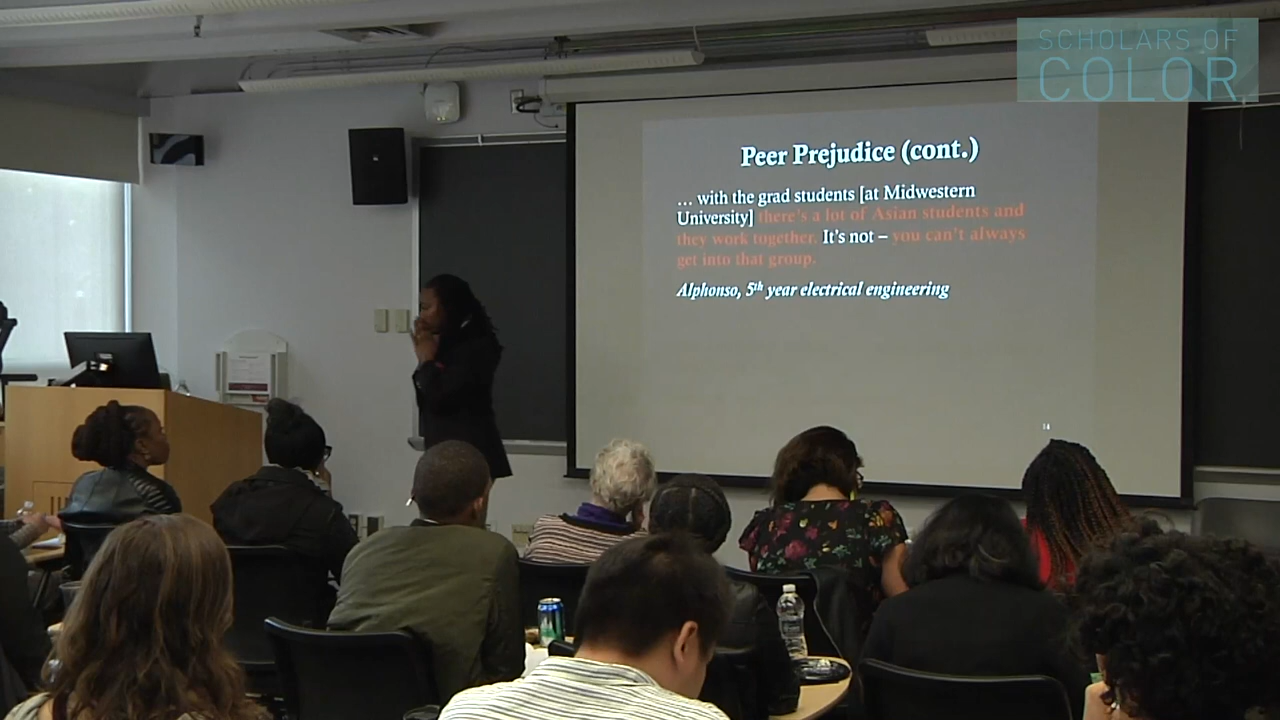 SCHOLARS OF
COLOR
Peer Prejudice (cont.)
… with the grad students [at Midwestern
University] there's a lot of Asian students and
they work together. It's not – you can't always
get into that group.
Alphonso, 5th year electrical engineering
14